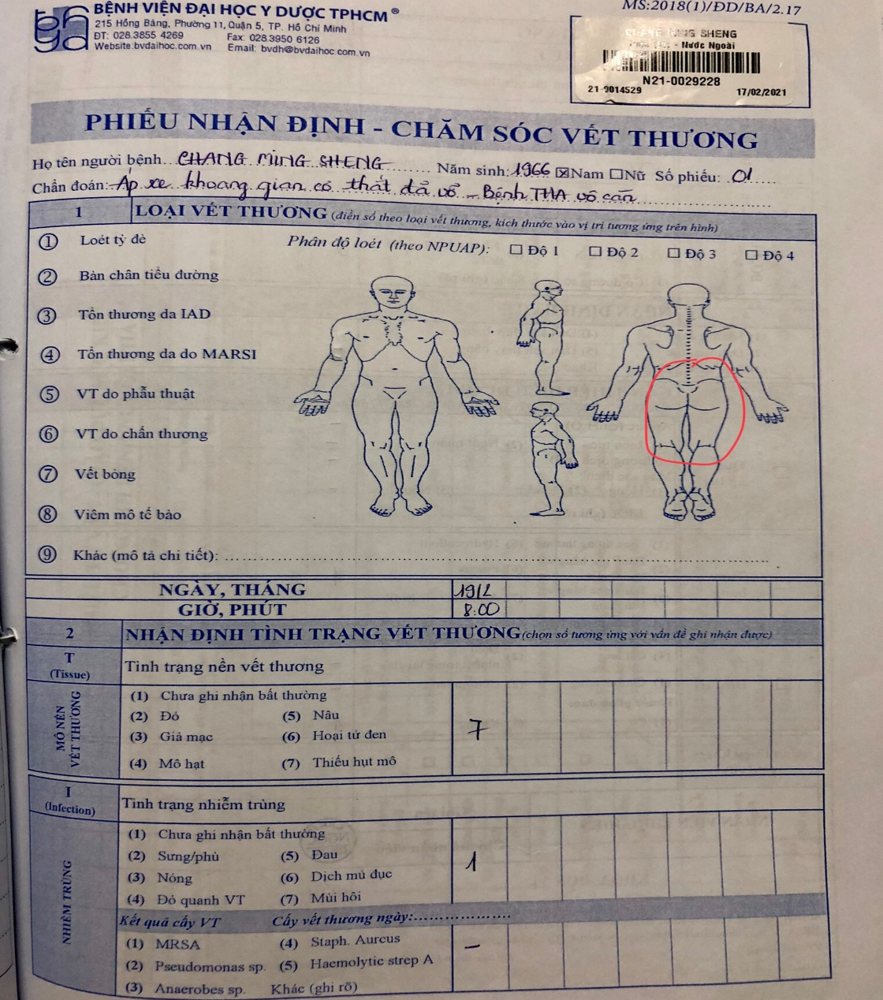 BỆNH VIỆN ĐẠI HỌC Y DƯỢC TPHCM ®
215 Hồng Bàng, Phường 11, Quận 5, TP. Hồ Chí Minh
ĐT: 028.3855 4269 Fax: 028.3950 6126
Website:bvdaihoc.com.vn Email: bvdh@bvdaihoc.com.vn
MS:2018(1)/ĐD/BA/2.17
SHENG
- Nước Ngoài
N21-0029228
21-0014529 17/02/2021
PHIẾU NHẬN ĐỊNH - CHĂM SÓC VẾT THƯƠNG
Họ tên người bệnh...CHANG MING SHENG......... Năm sinh:1966 ☒Nam ☐Nữ Số phiếu: .01....
Chẩn đoán:-Áp xe khoang gian cơ thắt đã vỡ - Bệnh THA vô căn
1 LOẠI VẾT THƯƠNG (điền số theo loại vết thương, kích thước vào vị trí tương ứng trên hình)
① Loét tỳ đè Phân độ loét (theo NPUAP): ☐ Độ 1 ☐ Độ 2 ☐ Độ 3 ☐ Độ 4
② Bàn chân tiểu đường
③ Tổn thương da IAD
④ Tổn thương da do MARSI
⑤ VT do phẫu thuật
⑥ VT do chấn thương
⑦ Vết bỏng
⑧ Viêm mô tế bào
⑨ Khác (mô tả chi tiết): ........................................
NGÀY, THÁNG 19/2
GIỜ, PHÚT 8:00
2 NHẬN ĐỊNH TÌNH TRẠNG VẾT THƯƠNG(chọn số tương ứng với vấn đề ghi nhận được)
T
(Tissue) Tình trạng nền vết thương
MÔ NỀN VẾT THƯƠNG
(1) Chưa ghi nhận bất thường
(2) Đỏ (5) Nâu
(3) Giả mạc (6) Hoại tử đen
7
(4) Mô hạt (7) Thiếu hụt mô
I
(Infection) Tình trạng nhiễm trùng
NHIỄM TRÙNG
(1) Chưa ghi nhận bất thường
(2) Sưng/phù (5) Đau
1
(3) Nóng (6) Dịch mủ đục
(4) Đỏ quanh VT (7) Mùi hôi
Kết quả cấy VT Cấy vết thương ngày:...................
(1) MRSA (4) Staph. Aureus –
(2) Pseudomonas sp. (5) Haemolytic strep A
(3) Anaerobes sp. Khác (ghi rõ)